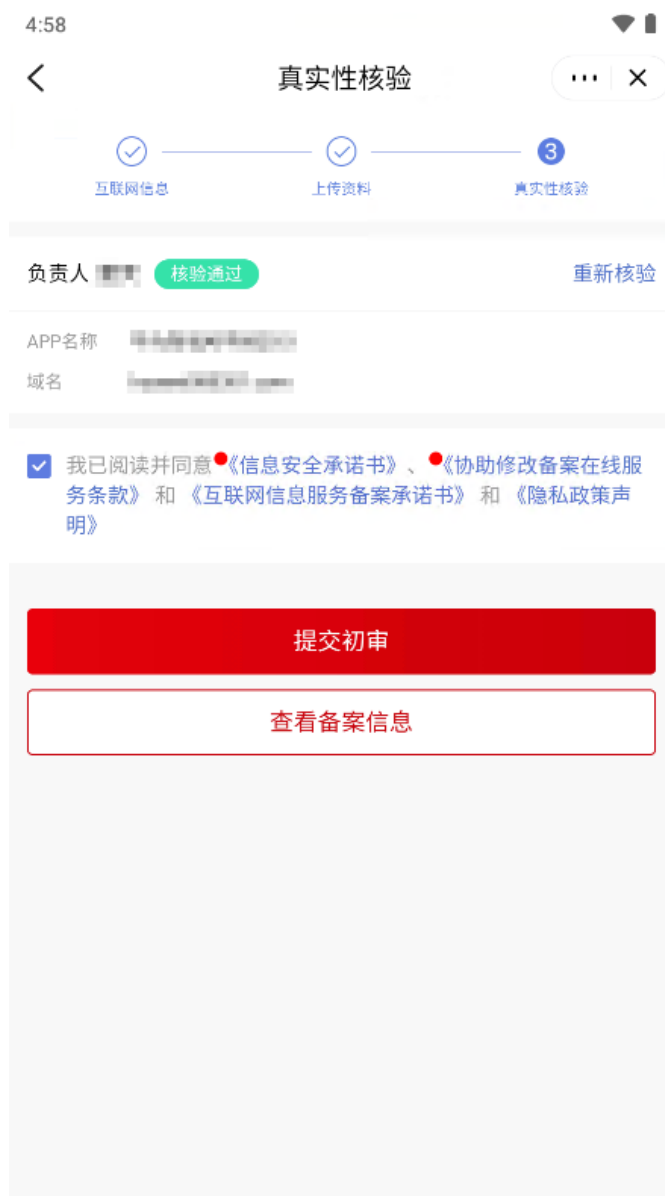 4:58
真实性核验
3
互联网信息 上传资料 真实性核验
负责人 核验通过 重新核验
APP名称
域名
我已阅读并同意《信息安全承诺书》、《协助修改备案在线服
务条款》 和 《互联网信息服务备案承诺书》 和 《隐私政策声
明》
提交初审
查看备案信息